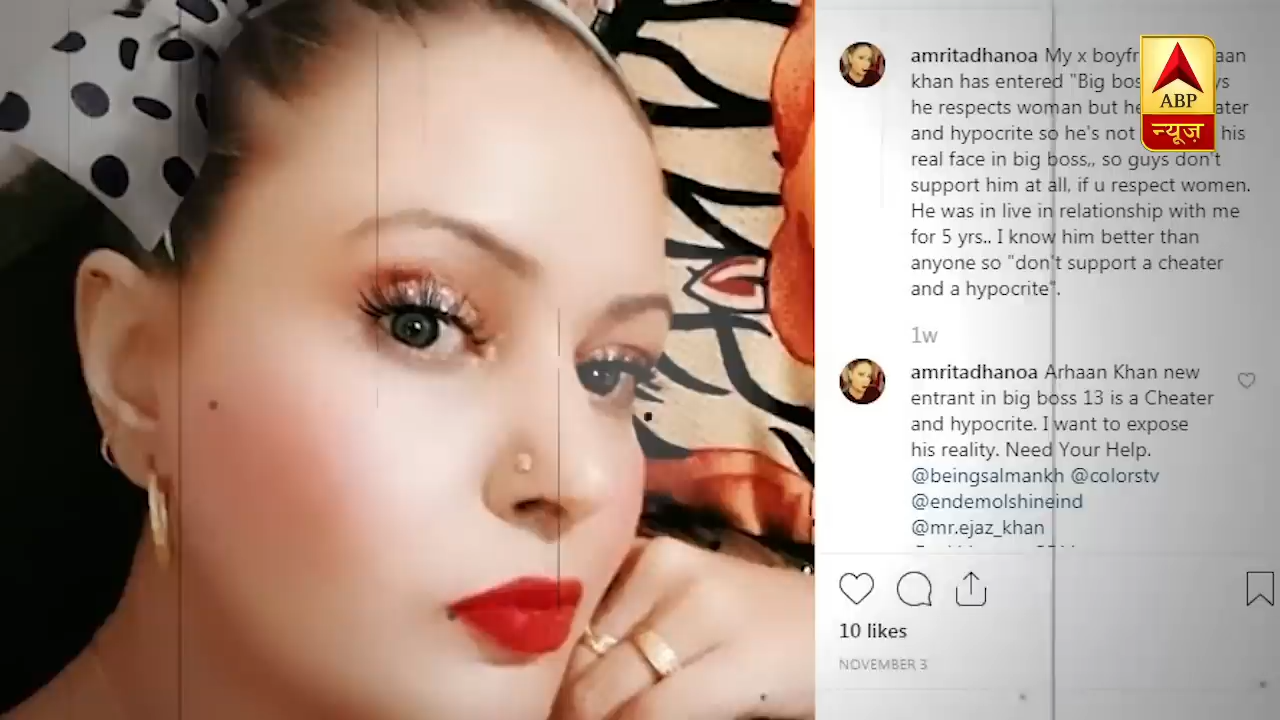 amritadhanoa My x boyfr aan
khan has entered "Big bos ys
he respects woman but he ater
and hypocrite so he's not his
real face in big boss,, so guys don't
support him at all, if u respect women.
He was in live in relationship with me
for 5 yrs.. I know him better than
anyone so "don't support a cheater
and a hypocrite".
1w
amritadhanoa Arhaan Khan new
entrant in big boss 13 is a Cheater
and hypocrite. I want to expose
his reality. Need Your Help.
@beingsalmankh @colorstv
@endemolshineind
@mr.ejaz_khan
10 likes
NOVEMBER 3
ABP
न्यूज़